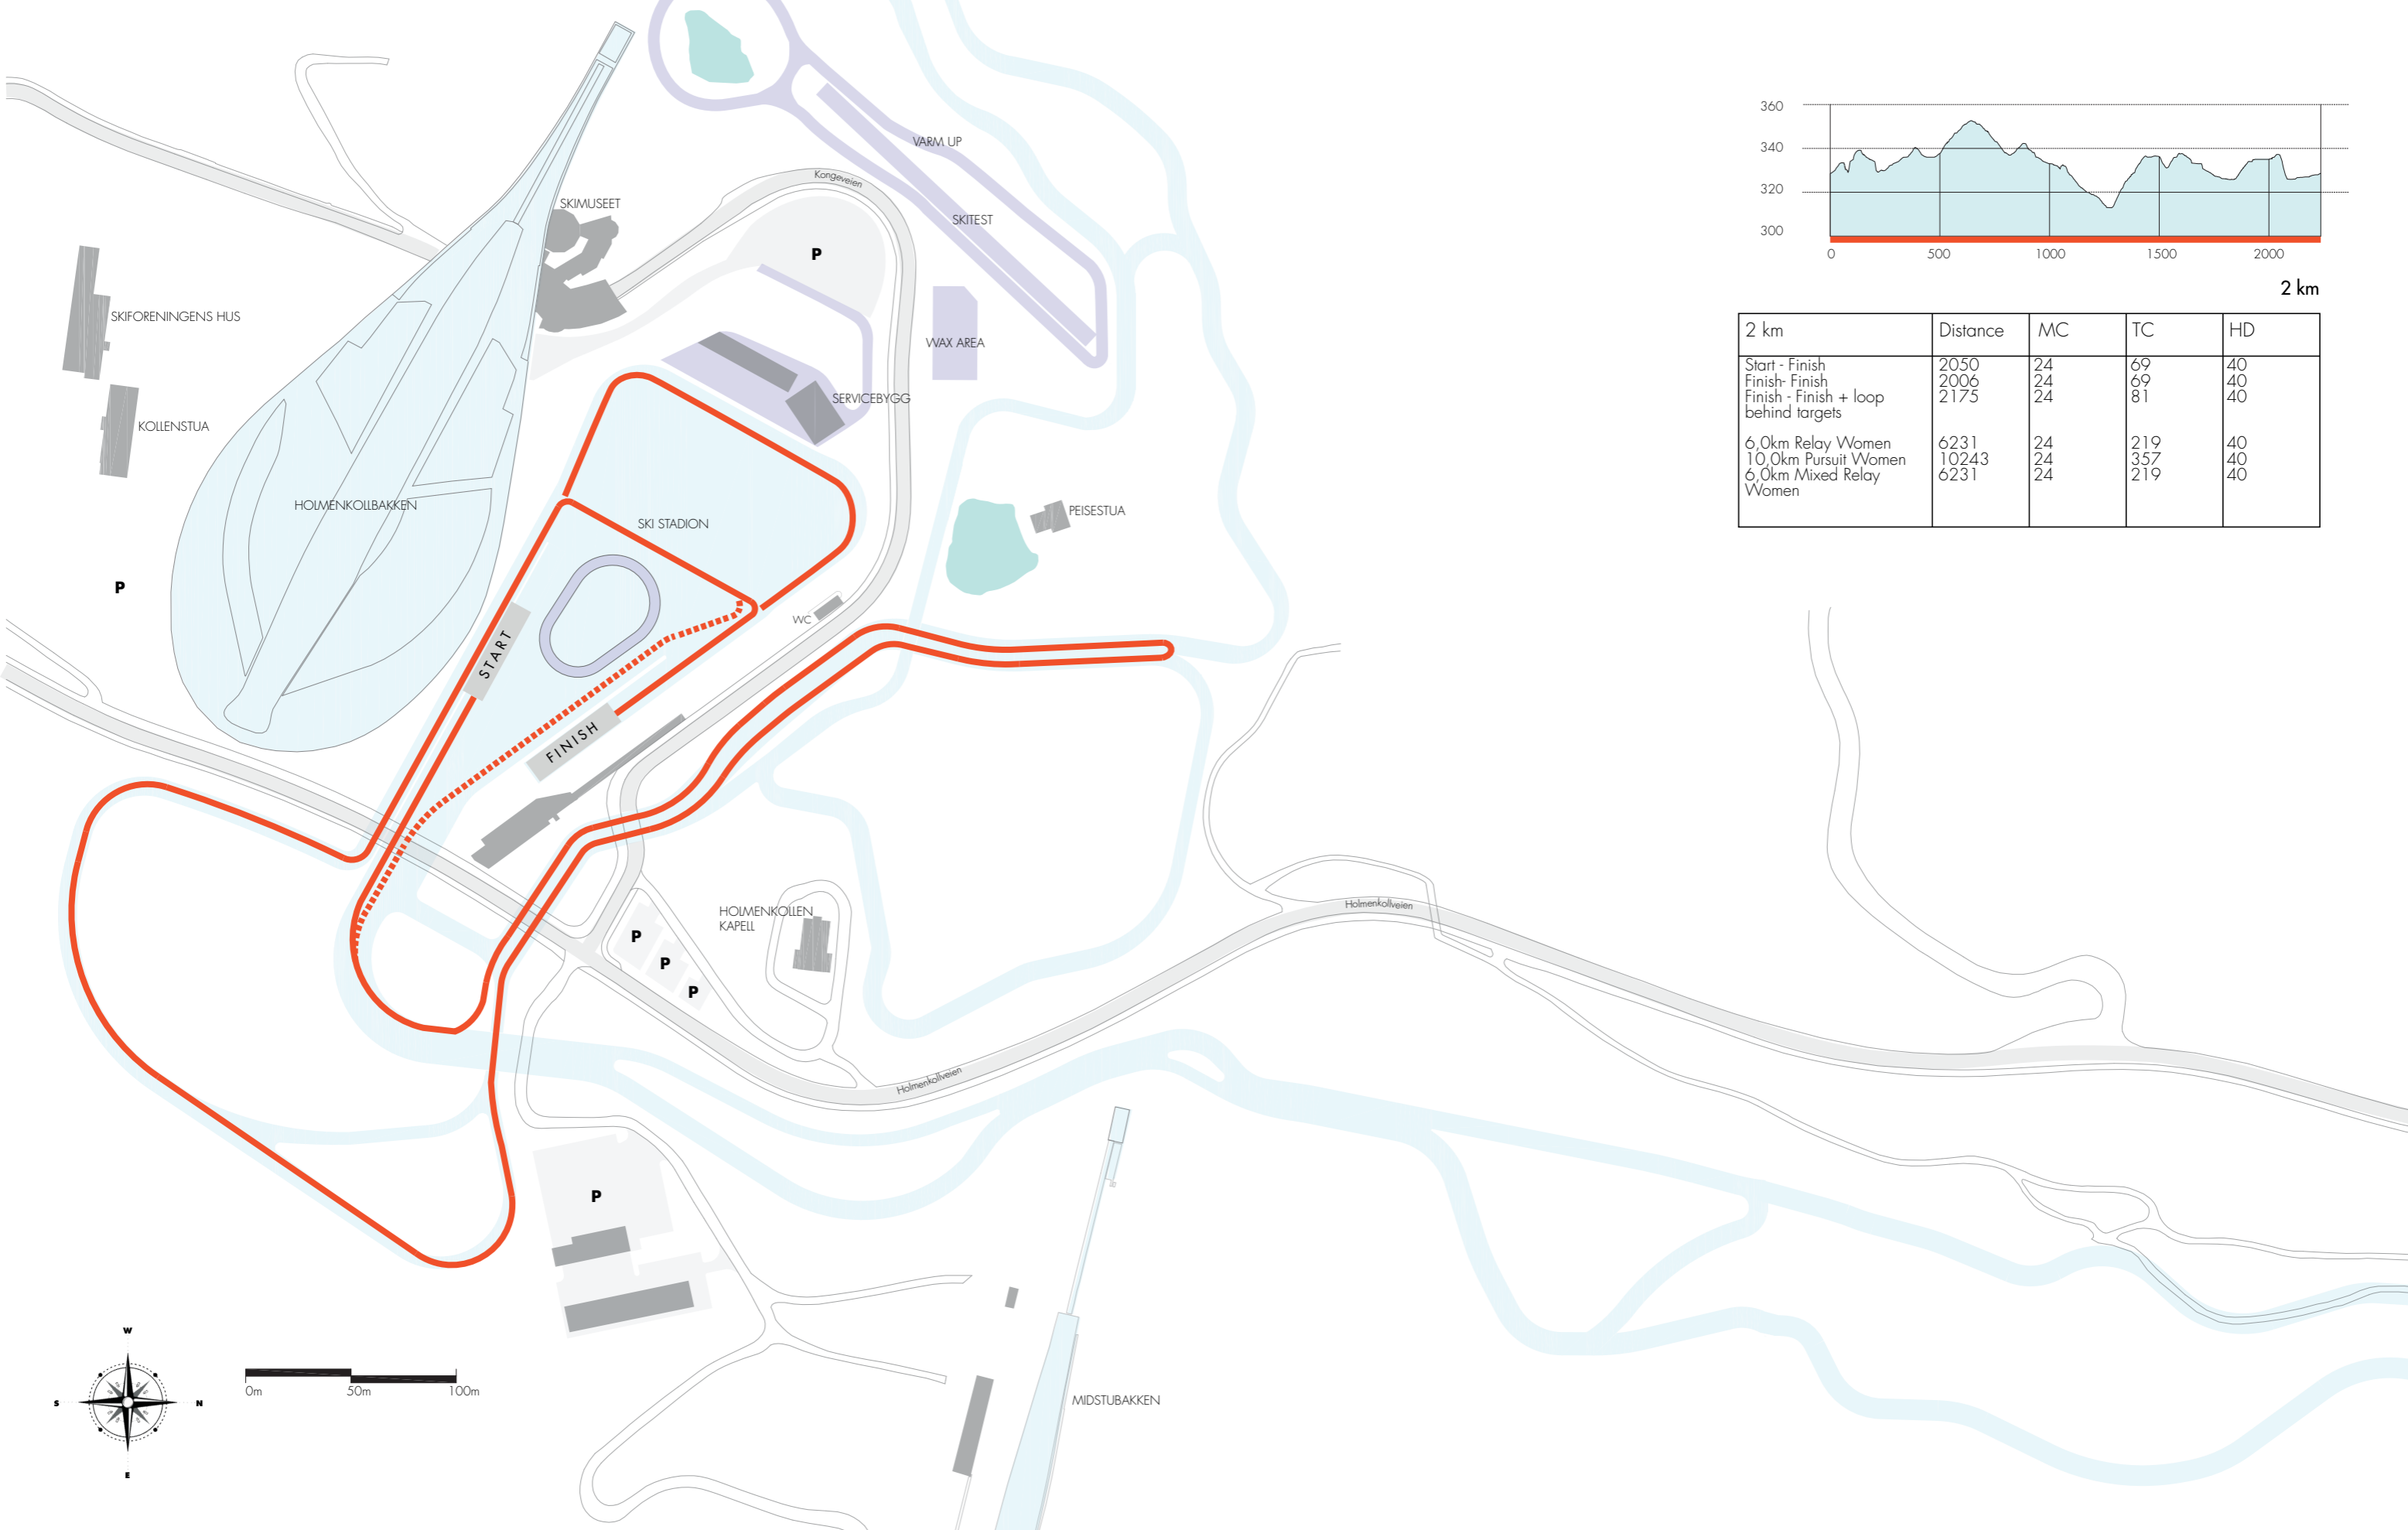 VARM UP
Kongeveien
SKIMUSEET
SKITEST
P
SKIFORENINGENS HUS
WAX AREA
SERVICEBYGG
KOLLENSTUA
HOLMENKOLLBAKKEN
SKI STADION
PEISESTUA
P
WC
START
FINISH
HOLMENKOLLEN
KAPELL
P
P
P
Holmenkollveien
Holmenkollveien
P
MIDSTUBAKKEN
W
S
N
E
0m 50m 100m
360
340
320
300
0 500 1000 1500 2000
2 km
2 km Distance MC TC HD
Start - Finish 2050 24 69 40
Finish- Finish 2006 24 69 40
Finish - Finish + loop 2175 24 81 40
behind targets
6,0km Relay Women 6231 24 219 40
10,0km Pursuit Women 10243 24 357 40
6,0km Mixed Relay 6231 24 219 40
Women